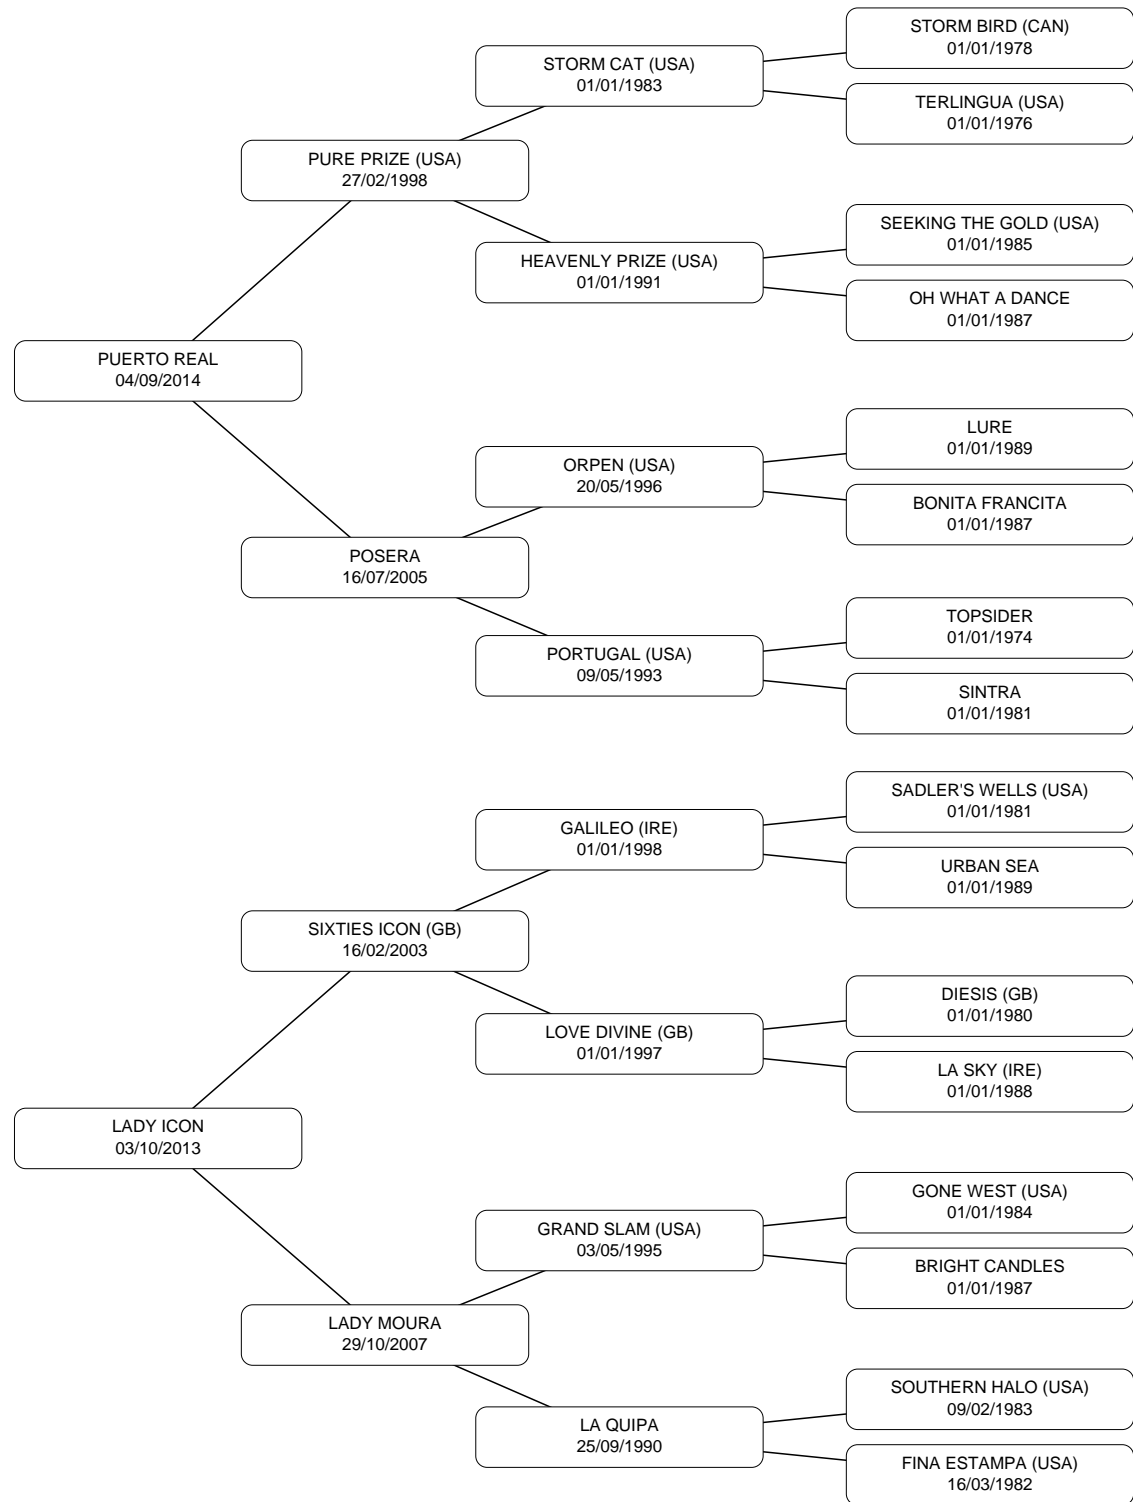 STORM BIRD (CAN)
01/01/1978
STORM CAT (USA)
01/01/1983
TERLINGUA (USA)
01/01/1976
PURE PRIZE (USA)
27/02/1998
SEEKING THE GOLD (USA)
01/01/1985
HEAVENLY PRIZE (USA)
01/01/1991
OH WHAT A DANCE
01/01/1987
PUERTO REAL
04/09/2014
LURE
01/01/1989
ORPEN (USA)
20/05/1996
BONITA FRANCITA
01/01/1987
POSERA
16/07/2005
TOPSIDER
01/01/1974
PORTUGAL (USA)
09/05/1993
SINTRA
01/01/1981
SADLER'S WELLS (USA)
01/01/1981
GALILEO (IRE)
01/01/1998
URBAN SEA
01/01/1989
SIXTIES ICON (GB)
16/02/2003
DIESIS (GB)
01/01/1980
LOVE DIVINE (GB)
01/01/1997
LA SKY (IRE)
01/01/1988
LADY ICON
03/10/2013
GONE WEST (USA)
01/01/1984
GRAND SLAM (USA)
03/05/1995
BRIGHT CANDLES
01/01/1987
LADY MOURA
29/10/2007
SOUTHERN HALO (USA)
09/02/1983
LA QUIPA
25/09/1990
FINA ESTAMPA (USA)
16/03/1982